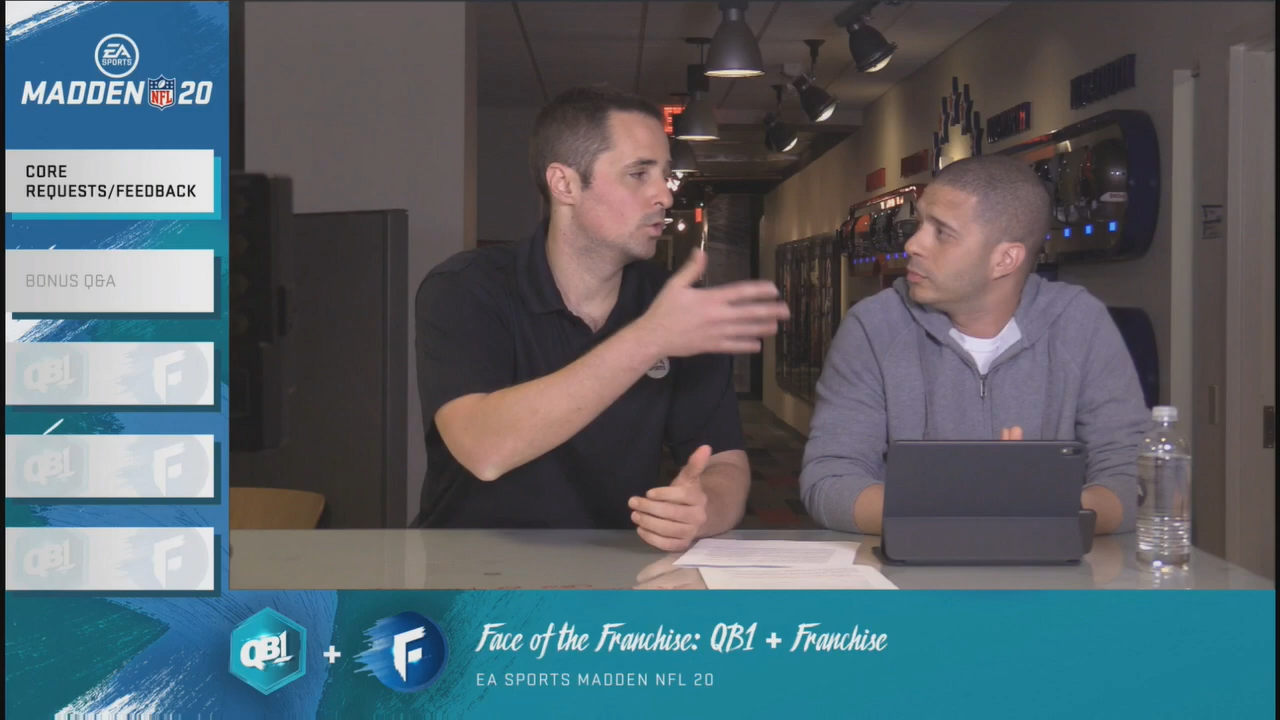 EA
SPORTS
MADDEN NFL 20
CORE
REQUESTS/FEEDBACK
BONUS Q&A
QB1 F
QB1 F
QB1 F
QB1 + F
Face of the Franchise: QB1 + Franchise
EA SPORTS MADDEN NFL 20